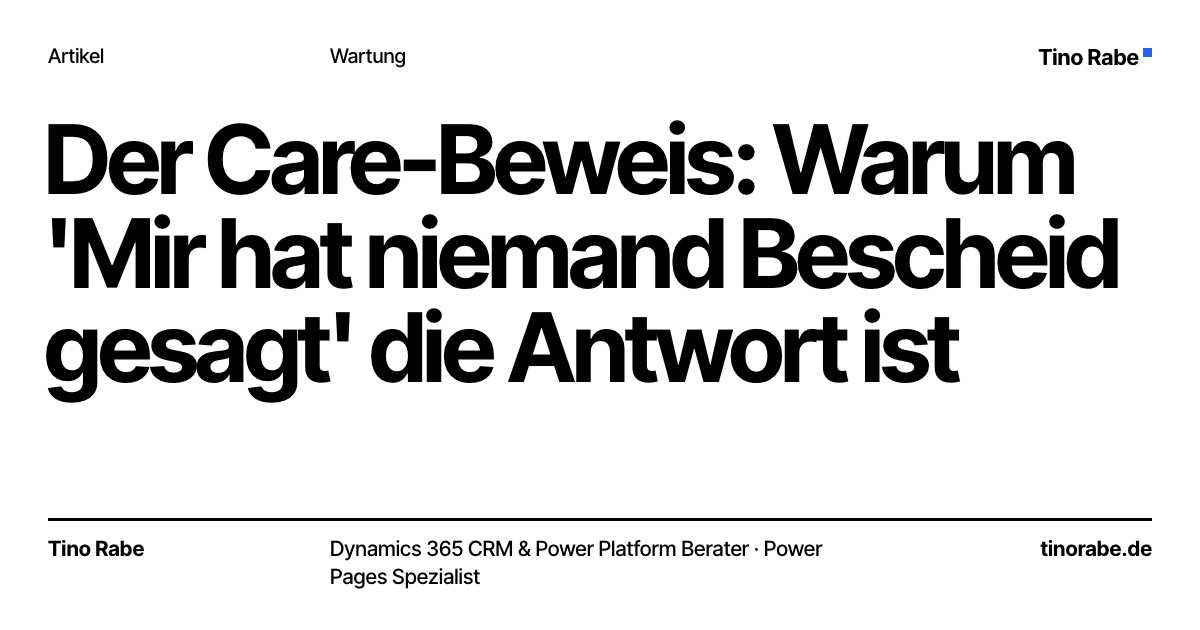 Artikel
Wartung
Tino Rabe
Der Care-Beweis: Warum
'Mir hat niemand Bescheid
gesagt' die Antwort ist
Tino Rabe
Dynamics 365 CRM & Power Platform Berater · Power
Pages Spezialist
tinorabe.de